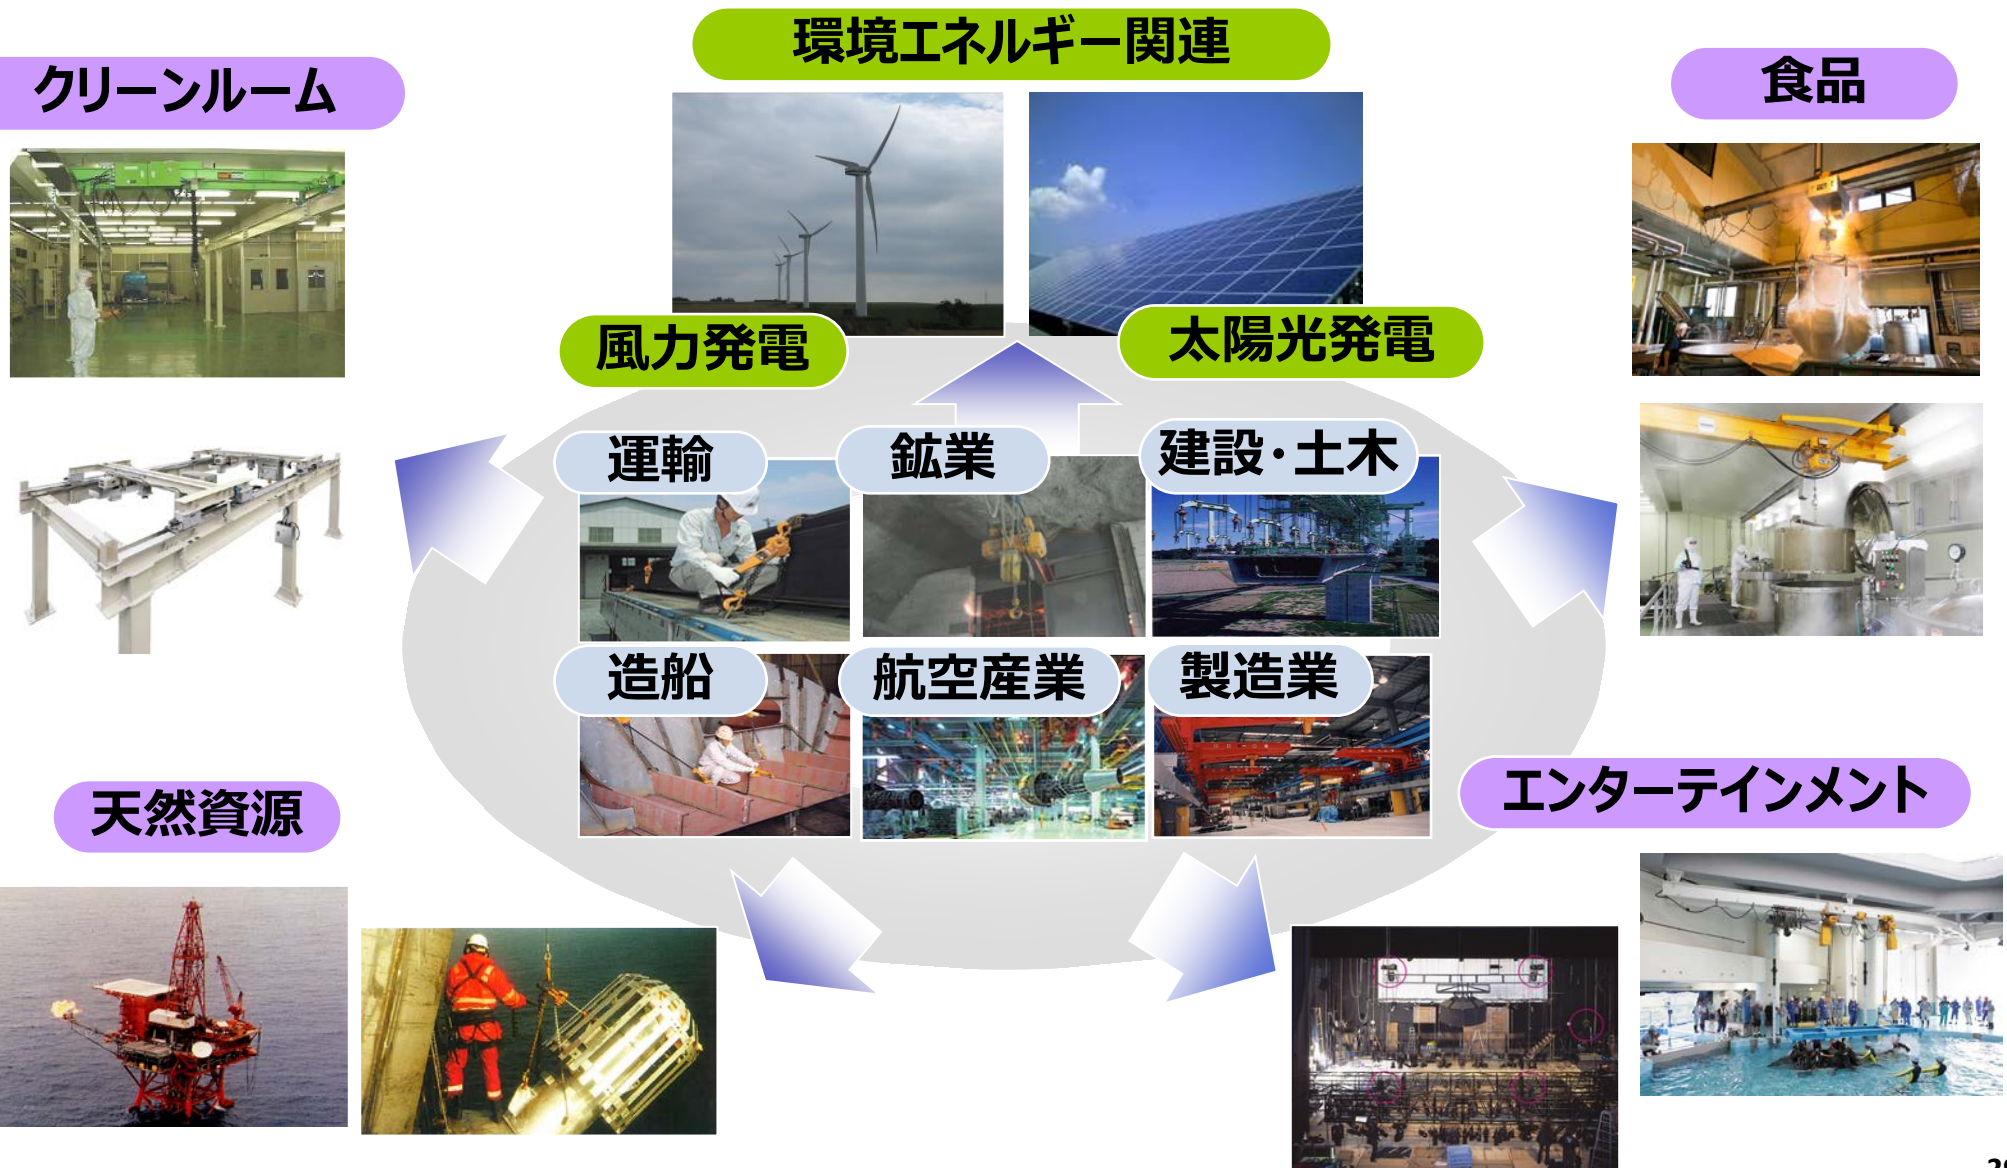 環境エネルギー関連
クリーンルーム
食品
風力発電
太陽光発電
運輸
鉱業
建設・土木
造船
航空産業
製造業
天然資源
エンターテインメント